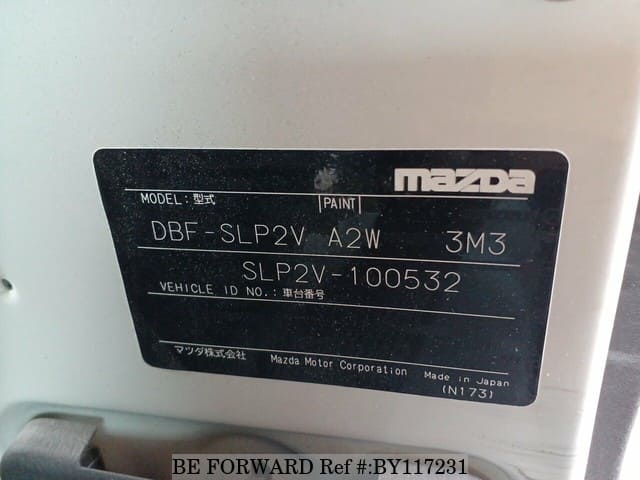 mazda
MODEL:型式 PAINT
DBF-SLP2V A2W 3M3
SLP2V-100532
VEHICLE ID NO.:車台番号
マツダ株式会社 Mazda Motor Corporation Made in Japan
(N173)
BE FORWARD Ref #:BY117231